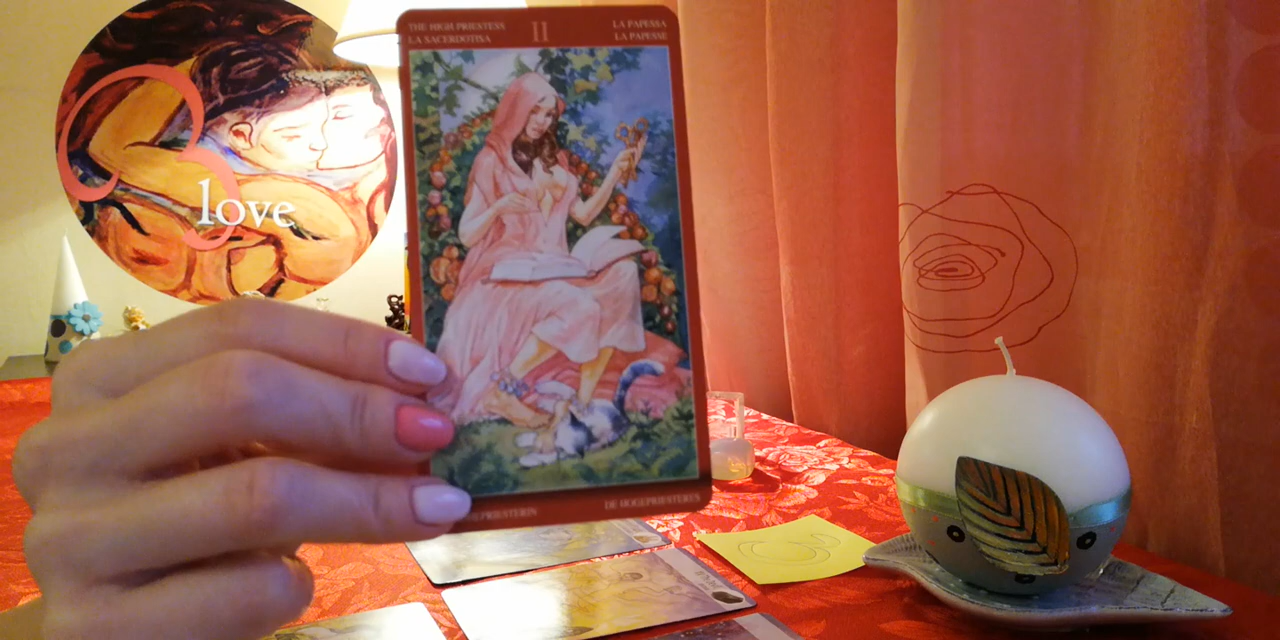 THE HIGH PRIESTESS
LA SACERDOTISA
II
LA PAPESSA
LA PAPESSE
love
DE HOGEPRIESTERES